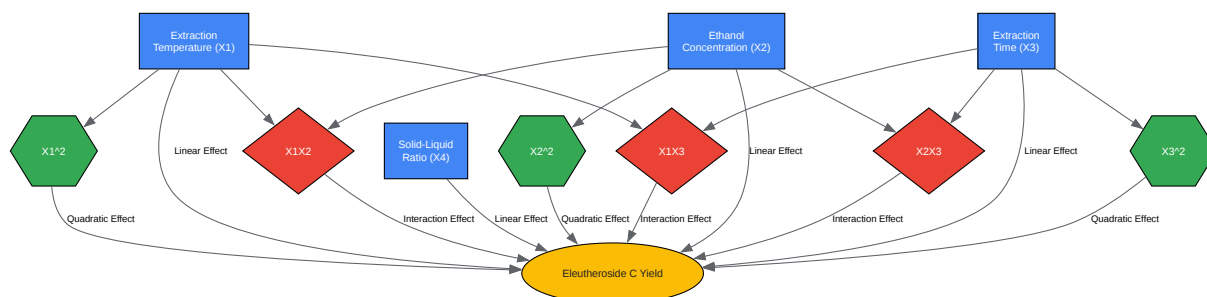 Extraction
Temperature (X1)
Ethanol
Concentration (X2)
Extraction
Time (X3)
X1^2
Linear Effect
X1X2
Solid-Liquid
Ratio (X4)
X2^2
X1X3
Linear Effect
X2X3
Linear Effect
X3^2
Quadratic Effect
Interaction Effect
Linear Effect
Quadratic Effect
Interaction Effect
Interaction Effect
Quadratic Effect
Eleutheroside C Yield